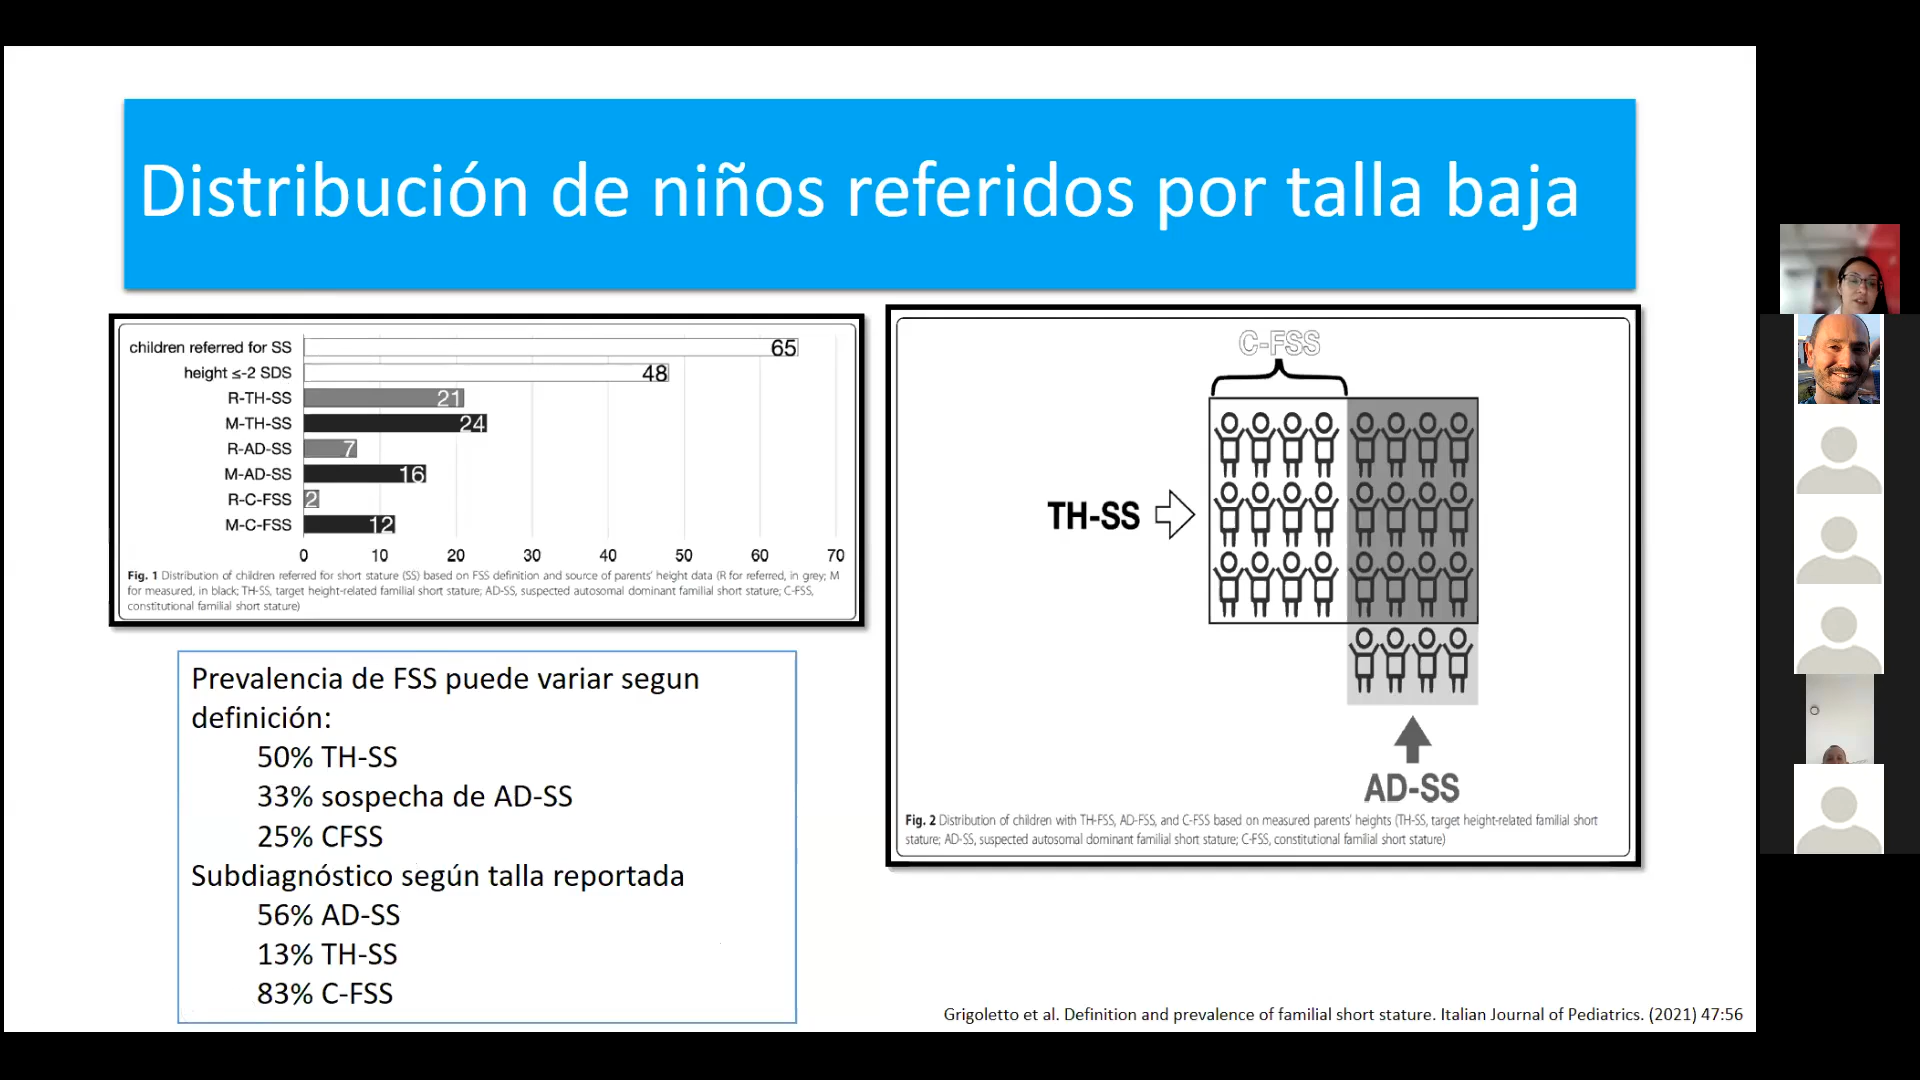 Distribución de niños referidos por talla baja
children referred for SS 65
height ≤-2 SDS 48
R-TH-SS 21
M-TH-SS 24
R-AD-SS 7
M-AD-SS 16
R-C-FSS 2
M-C-FSS 12
0 10 20 30 40 50 60 70
Fig. 1 Distribution of children referred for short stature (SS) based on FSS definition and source of parents' height data (R for referred, in grey; M
for measured, in black; TH-SS, target height-related familial short stature; AD-SS, suspected autosomal dominant familial short stature; C-FSS,
constitutional familial short stature)
Prevalencia de FSS puede variar segun
definición:
50% TH-SS
33% sospecha de AD-SS
25% CFSS
Subdiagnóstico según talla reportada
56% AD-SS
13% TH-SS
83% C-FSS
C-FSS
TH-SS
AD-SS
Fig. 2 Distribution of children with TH-FSS, AD-FSS, and C-FSS based on measured parents' heights (TH-SS, target height-related familial short
stature; AD-SS, suspected autosomal dominant familial short stature; C-FSS, constitutional familial short stature)
Grigoletto et al. Definition and prevalence of familial short stature. Italian Journal of Pediatrics. (2021) 47:56